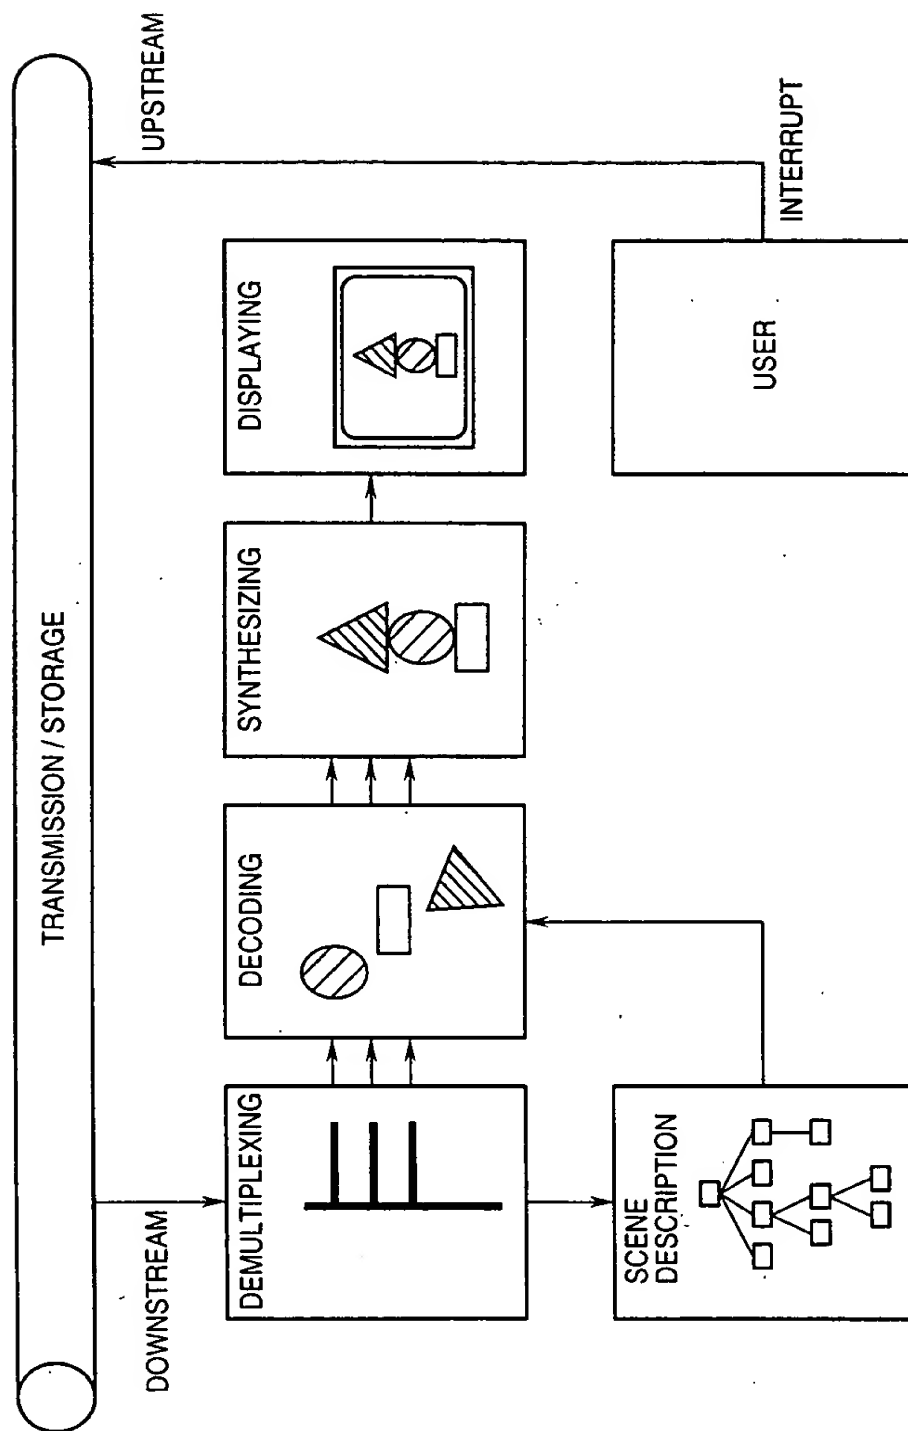 TRANSMISSION / STORAGE
DOWNSTREAM
UPSTREAM
DEMULTIPLEXING
DECODING
SYNTHESIZING
DISPLAYING
SCENE
DESCRIPTION
USER
INTERRUPT